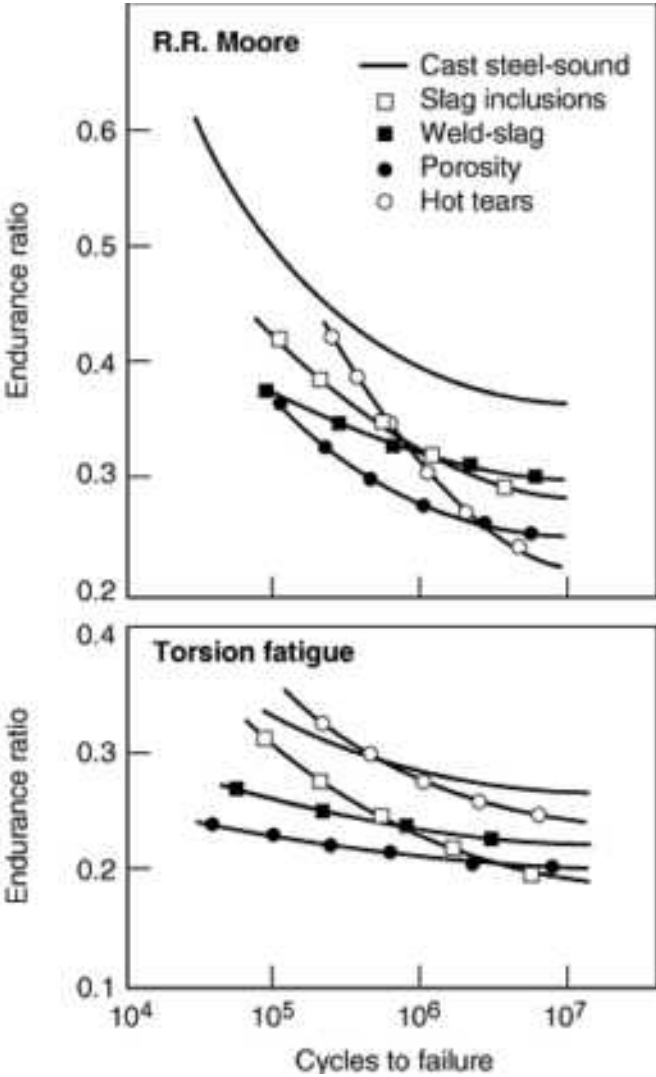 R.R. Moore
Cast steel-sound
Slag inclusions
Weld-slag
Porosity
Hot tears
0.6
0.5
0.4
0.3
0.2
Endurance ratio
Torsion fatigue
0.4
0.3
0.2
0.1
Endurance ratio
10⁴ 10⁵ 10⁶ 10⁷
Cycles to failure